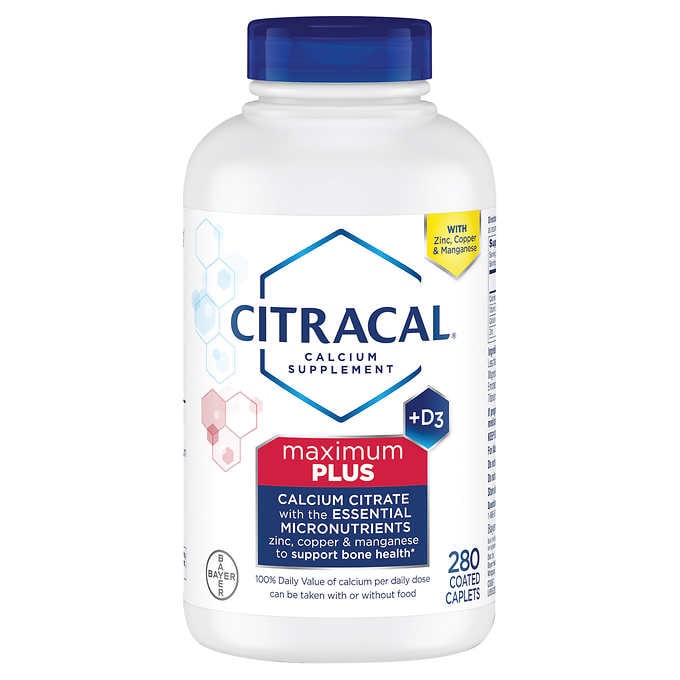 WITH
Zinc, Copper
& Manganese
CITRACAL®
CALCIUM
SUPPLEMENT
+D3
maximum
PLUS
CALCIUM CITRATE
with the ESSENTIAL
MICRONUTRIENTS
zinc, copper & manganese
to support bone health*
280
COATED
CAPLETS
BAYER
BAYER
100% Daily Value of calcium per daily dose
can be taken with or without food